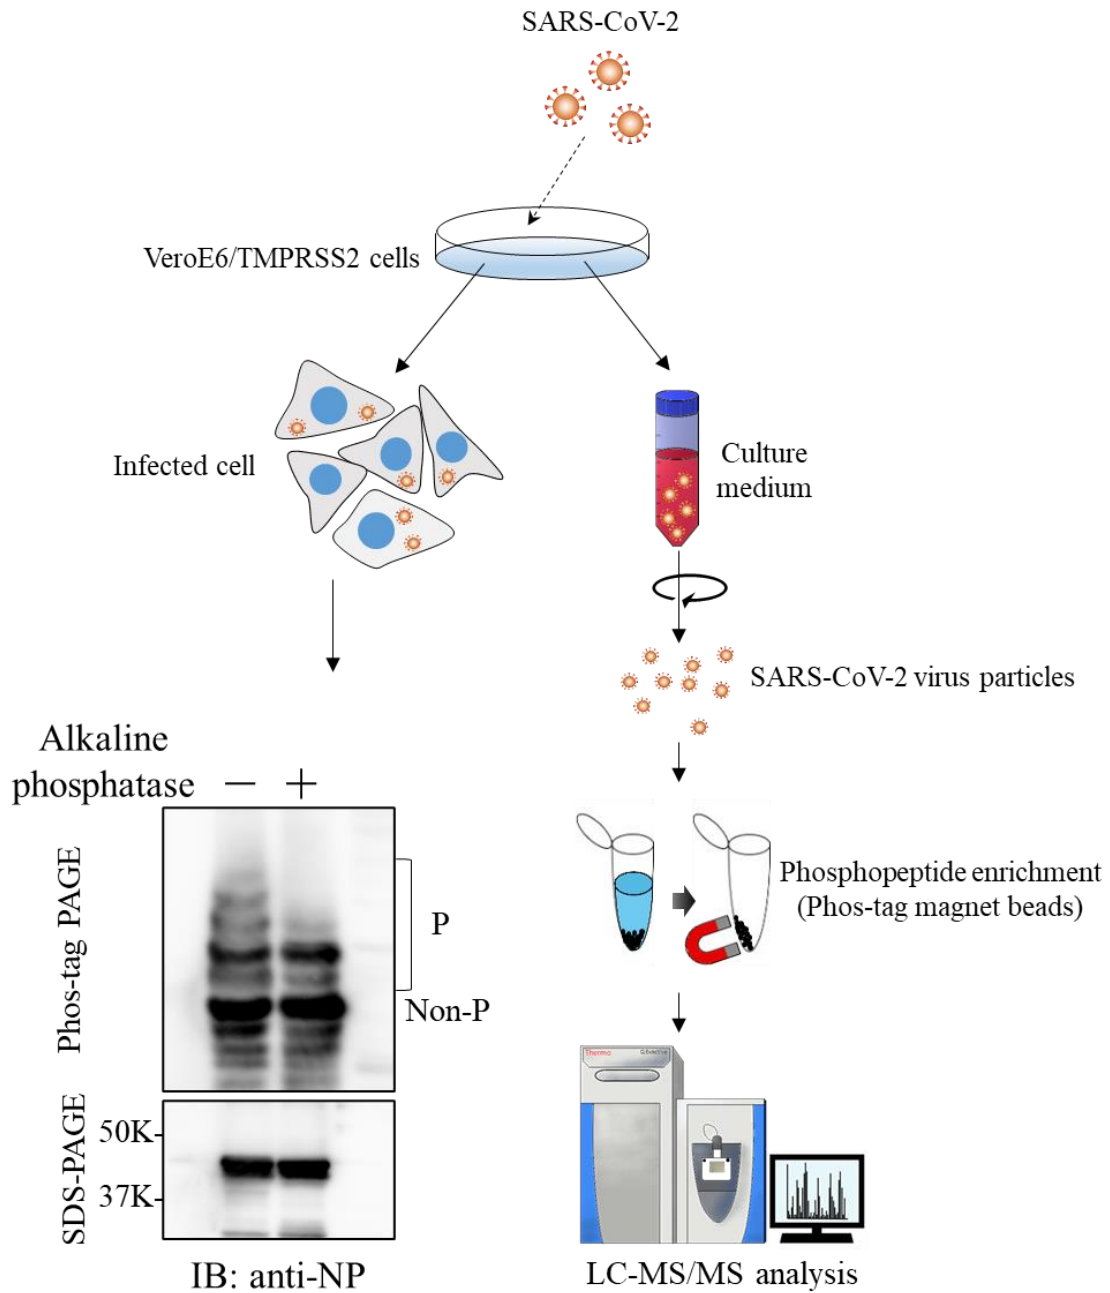 SARS-CoV-2
VeroE6/TMPRSS2 cells
Infected cell
Culture
medium
SARS-CoV-2 virus particles
Alkaline
phosphatase − +
Phos-tag PAGE
P
Non-P
SDS-PAGE
50K-
37K-
IB: anti-NP
Phosphopeptide enrichment
(Phos-tag magnet beads)
Thermo
LC-MS/MS analysis